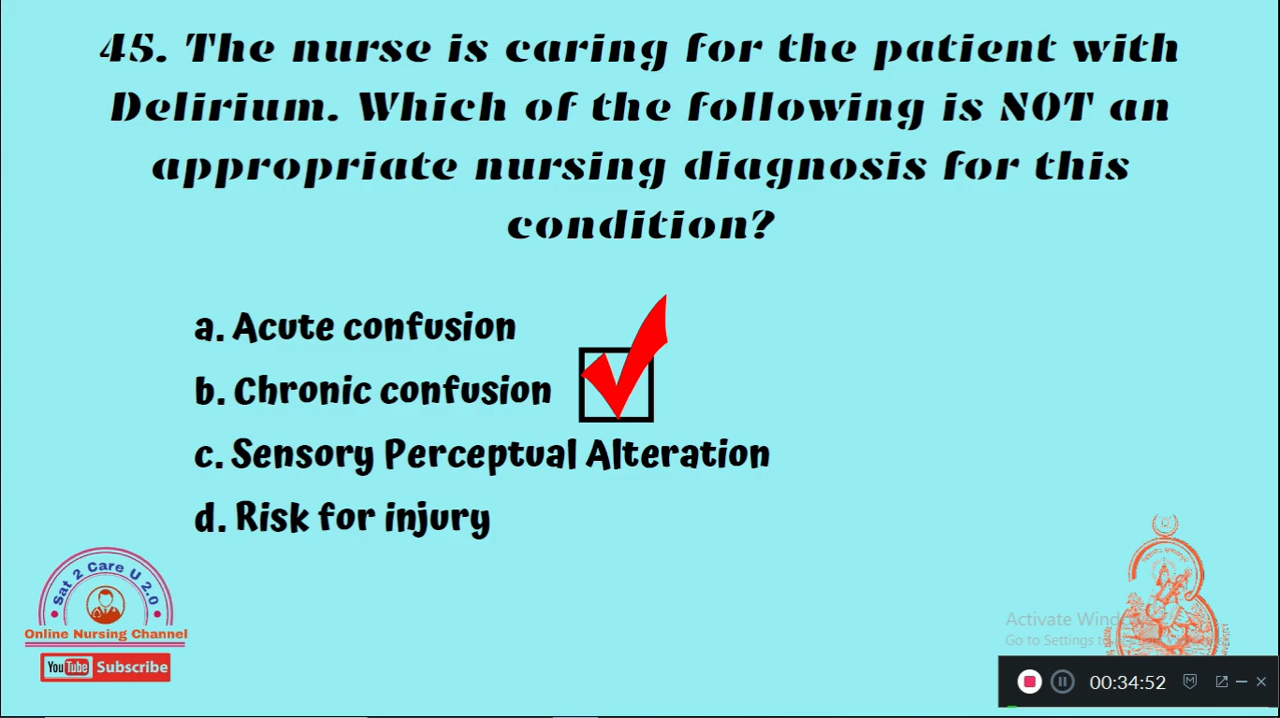 45. The nurse is caring for the patient with
Delirium. Which of the following is NOT an
appropriate nursing diagnosis for this
condition?
a. Acute confusion
b. Chronic confusion
c. Sensory Perceptual Alteration
d. Risk for injury
Sat 2 Care U 2.0
Online Nursing Channel
YouTube Subscribe
Activate Wind
Go to Settings t
00:34:52